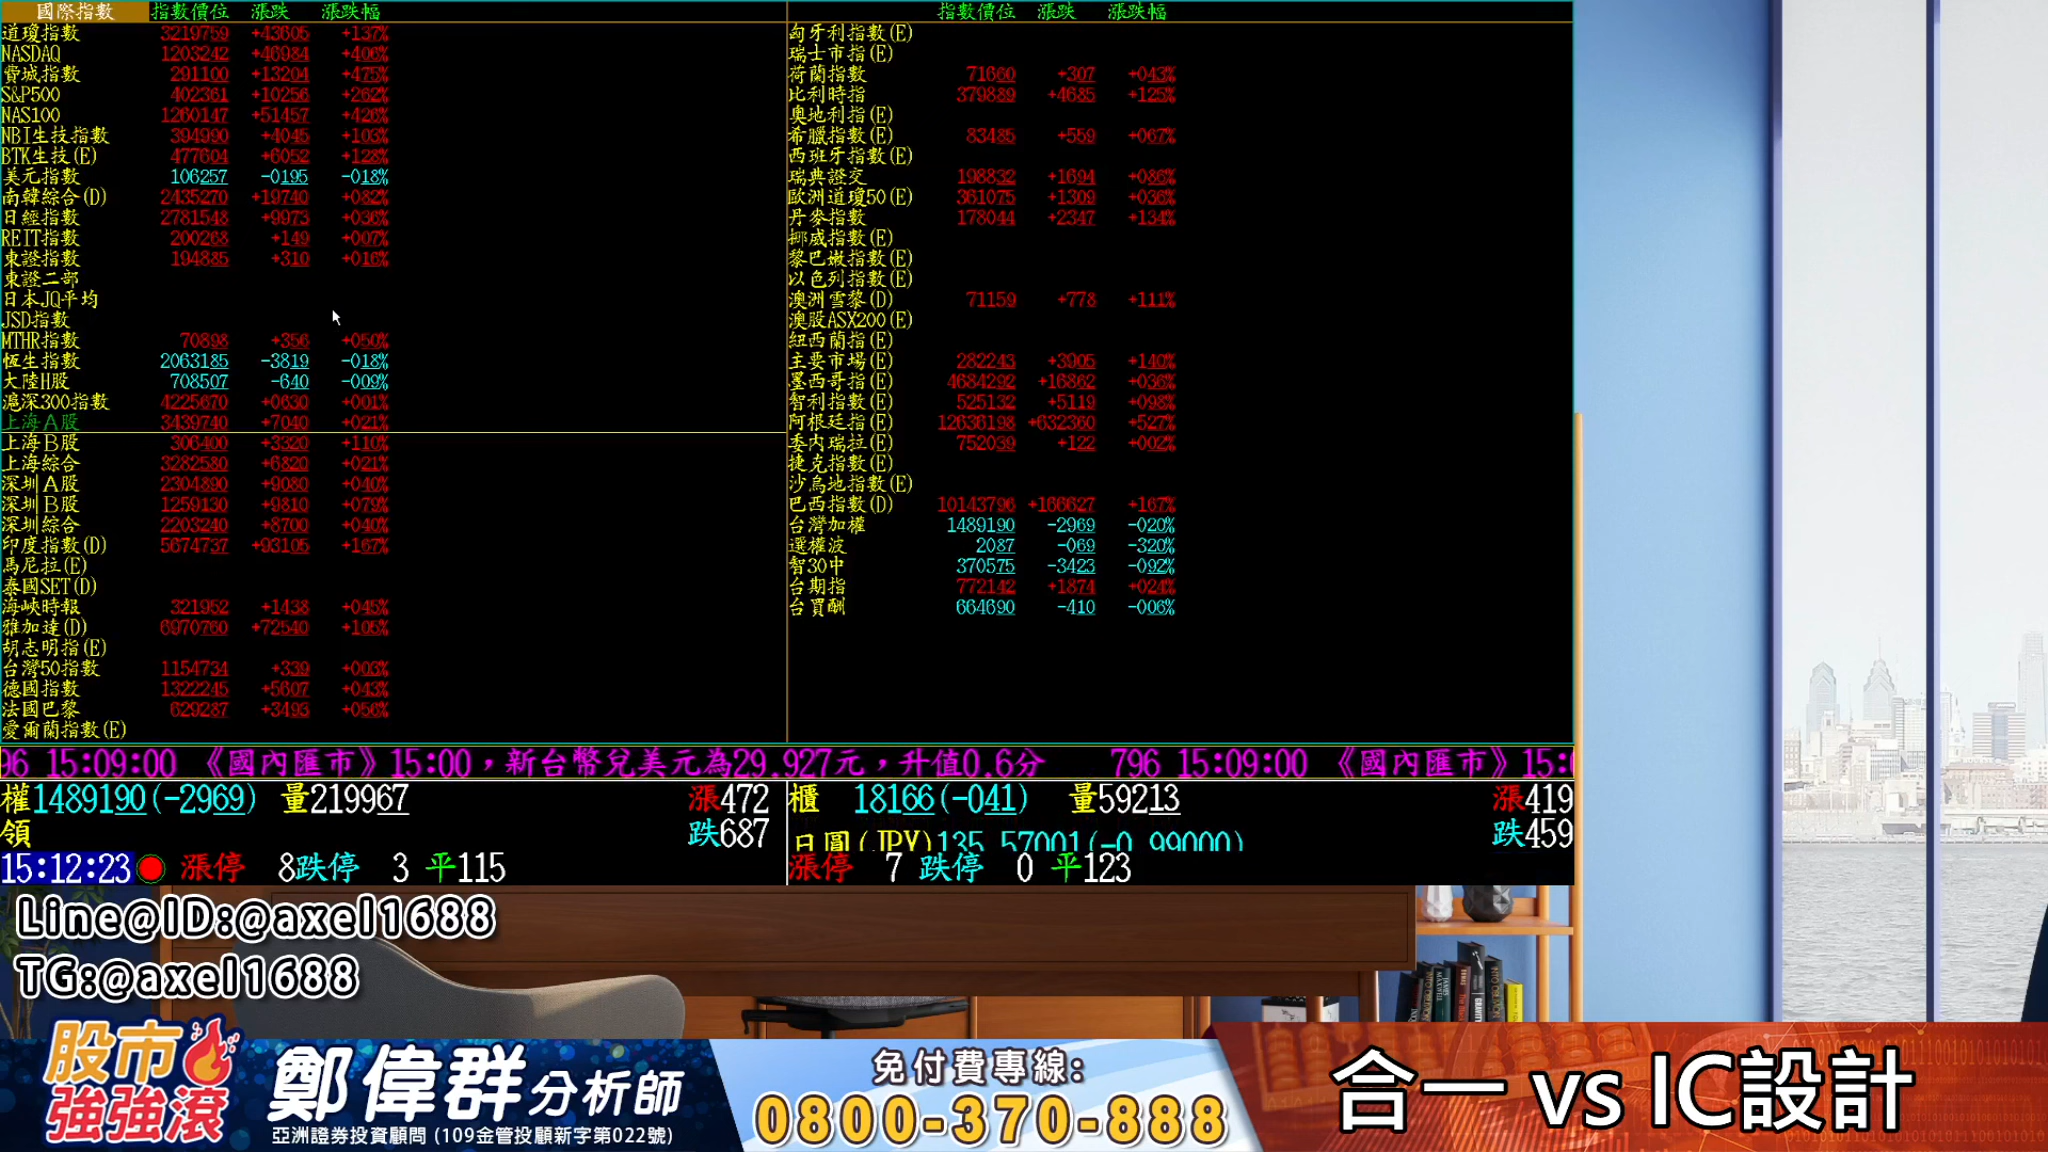 國際指數 指數價位 漲跌 漲跌幅
道瓊指數 3219759 +43605 +137%
NASDAQ 1203242 +46984 +406%
費城指數 291100 +13204 +475%
S&P500 402361 +10256 +262%
NAS100 1260147 +51457 +426%
NBI生技指數 394990 +4045 +103%
BTK生技(E) 477604 +6052 +128%
美元指數 106257 -0195 -018%
南韓綜合(D) 2435270 +19740 +082%
日經指數 2781548 +9973 +036%
REIT指數 200268 +149 +007%
東證指數 194885 +310 +016%
東證二部
日本JQ平均
JSD指數
MTHR指數 70898 +356 +050%
恆生指數 2063185 -3819 -018%
大陸H股 708507 -640 -009%
滬深300指數 4225670 +0630 +001%
上海A股 3439740 +7040 +021%
上海B股 306400 +3320 +110%
上海綜合 3282580 +6820 +021%
深圳A股 2304890 +9080 +040%
深圳B股 1259130 +9810 +079%
深圳綜合 2203240 +8700 +040%
印度指數(D) 5674737 +93105 +167%
馬尼拉(E)
泰國SET(D)
海峽時報 321952 +1438 +045%
雅加達(D) 6970760 +72540 +105%
胡志明指(E)
台灣50指數 1154734 +339 +003%
德國指數 1322245 +5607 +043%
法國巴黎 629287 +3493 +056%
愛爾蘭指數(E)
指數價位 漲跌 漲跌幅
匈牙利指數(E)
瑞士市指(E)
荷蘭指數 71660 +307 +043%
比利時指 379889 +4685 +125%
奧地利指(E)
希臘指數(E) 83485 +559 +067%
西班牙指數(E)
瑞典證交 198832 +1694 +086%
歐洲道瓊50(E) 361075 +1309 +036%
丹麥指數 178044 +2347 +134%
挪威指數(E)
黎巴嫩指數(E)
以色列指數(E)
澳洲雪黎(D) 71159 +778 +111%
澳股ASX200(E)
紐西蘭指(E)
主要市場(E) 282243 +3905 +140%
墨西哥指(E) 4684292 +16862 +036%
智利指數(E) 525132 +5119 +098%
阿根廷指(E) 12636198 +632360 +527%
委內瑞拉(E) 752039 +122 +002%
捷克指數(E)
沙烏地指數(E)
巴西指數(D) 10143796 +166627 +167%
台灣加權 1489190 -2969 -020%
選權波 2087 -069 -320%
智30中 370575 -3423 -092%
台期指 772142 +1874 +024%
台買酬 664690 -410 -006%
96 15:09:00 《國內匯市》15:00，新台幣兌美元為29.927元，升值0.6分 796 15:09:00 《國內匯市》15:0
權1489190(-2969) 量219967 漲472
領 跌687
15:12:23 漲停 8跌停 3 平115
櫃 18166(-041) 量59213 漲419
日圓(JPY)135.57001(-0.99000) 跌459
漲停 7 跌停 0 平123
Line@ID:@axel1688
TG:@axel1688
股市強強滾
鄭偉群分析師
亞洲證券投資顧問 (109金管投顧新字第022號)
免付費專線:
0800-370-888
合一 vs IC設計